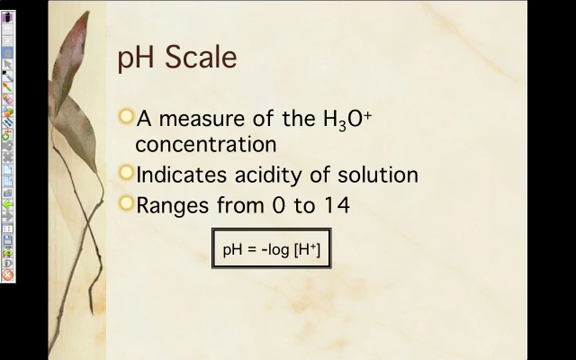 pH Scale
A measure of the H₃O⁺
concentration
Indicates acidity of solution
Ranges from 0 to 14
pH = -log [H⁺]